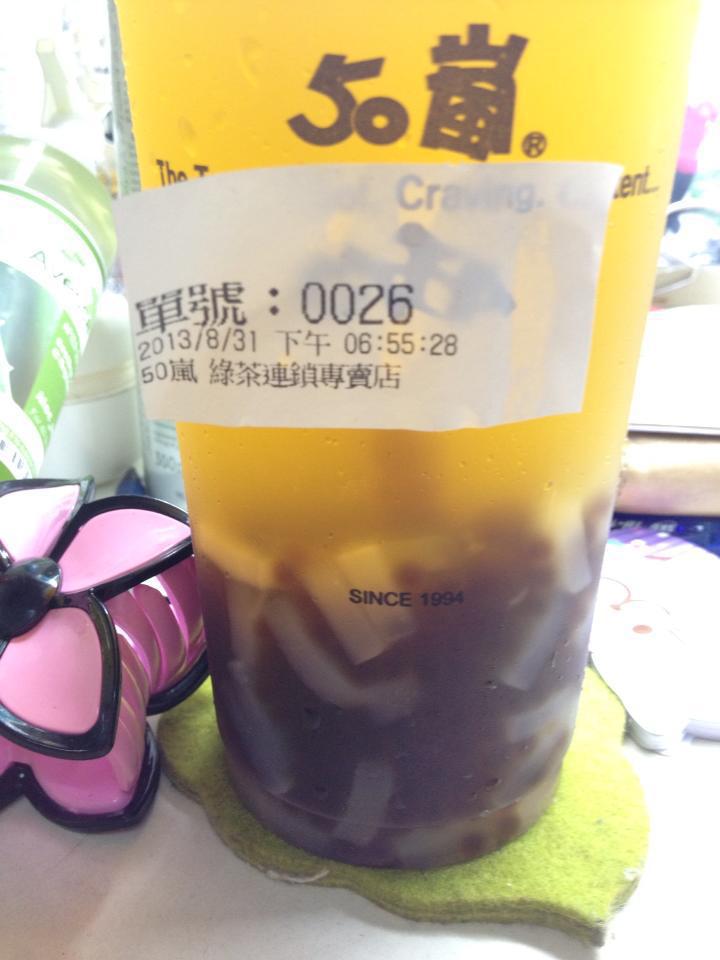 50嵐®
The Craving.
單號：0026
2013/8/31 下午 06:55:28
50嵐 綠茶連鎖專賣店
SINCE 1994